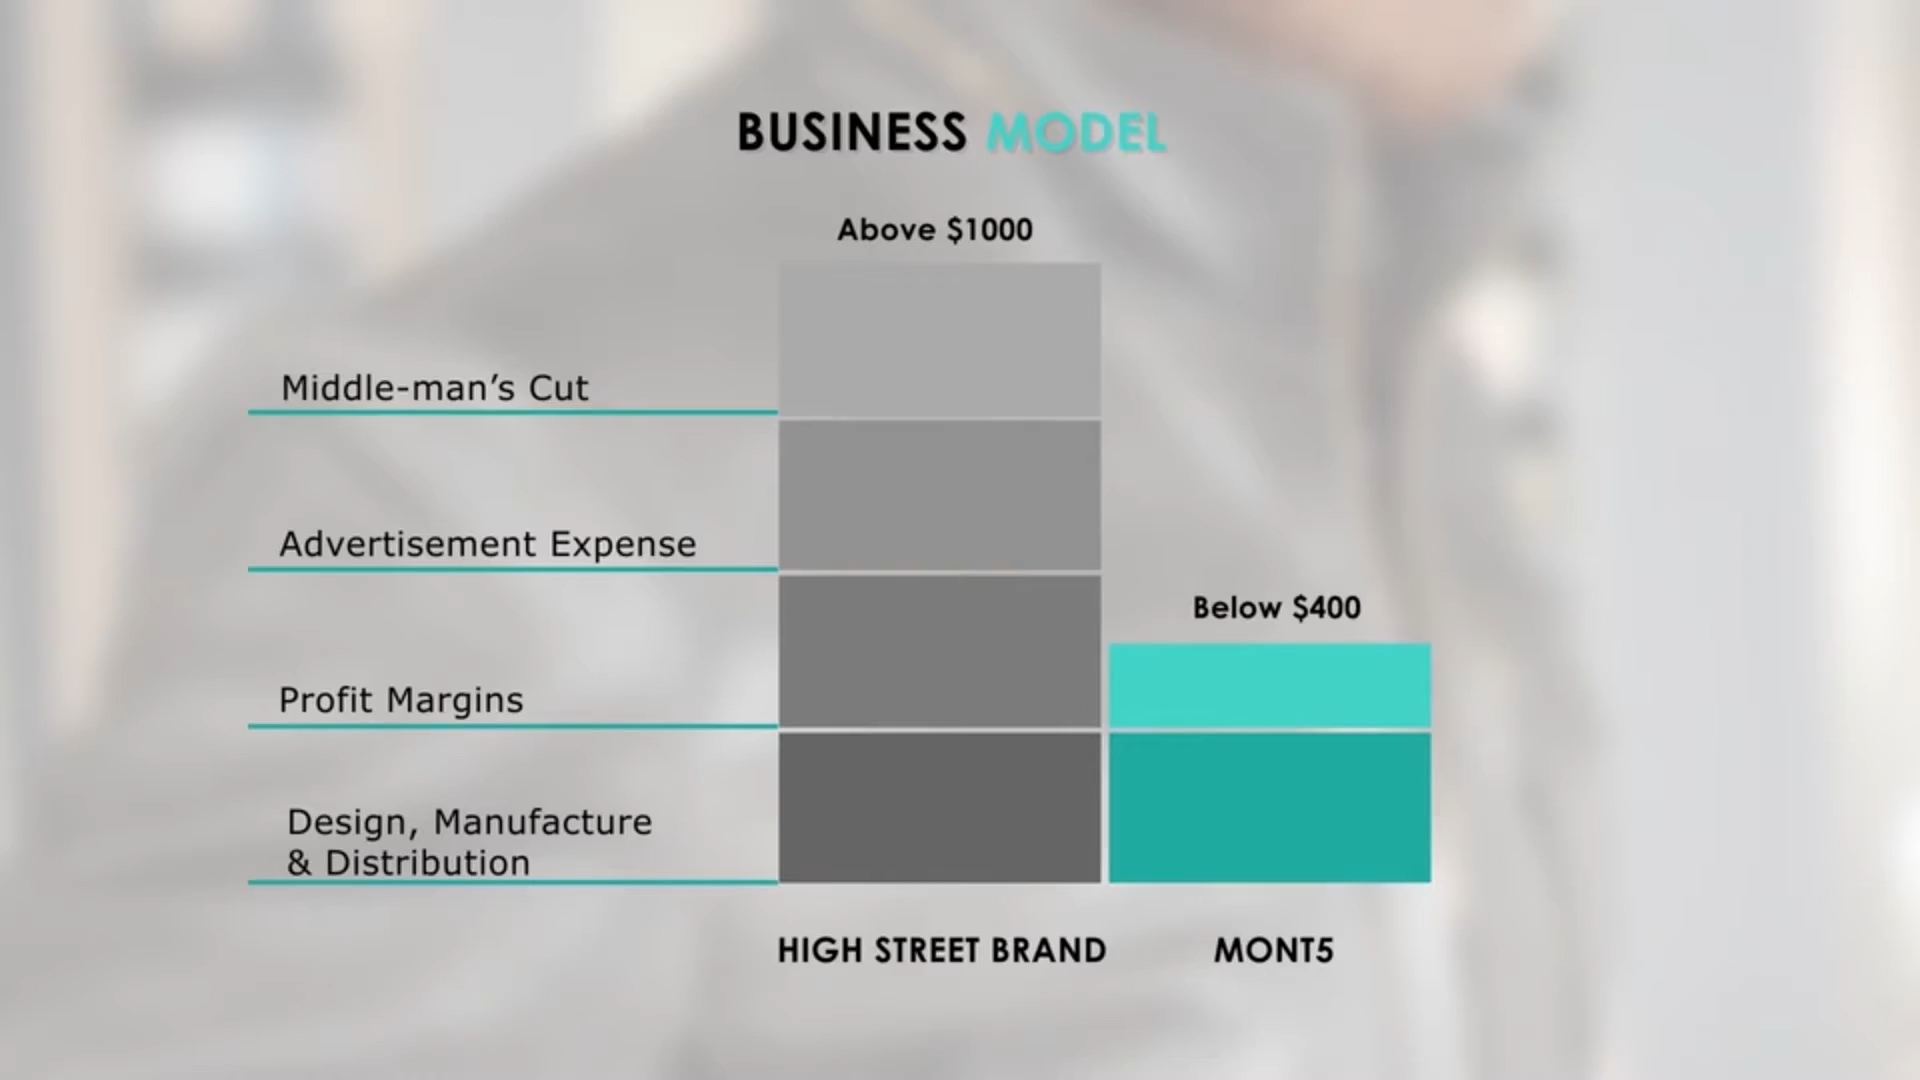 BUSINESS MODEL
Above $1000
Middle-man’s Cut
Advertisement Expense
Below $400
Profit Margins
Design, Manufacture
& Distribution
HIGH STREET BRAND
MONT5